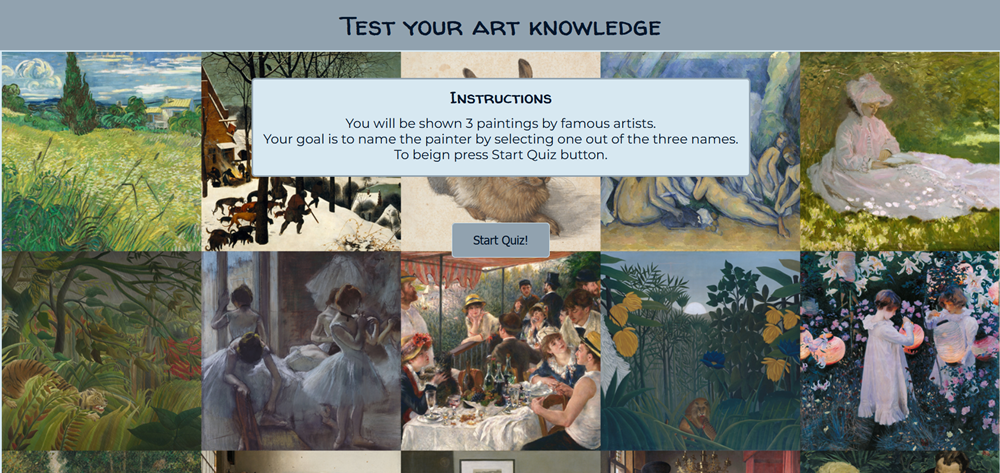 Test your art knowledge
Instructions
You will be shown 3 paintings by famous artists.
Your goal is to name the painter by selecting one out of the three names.
To beign press Start Quiz button.
Start Quiz!